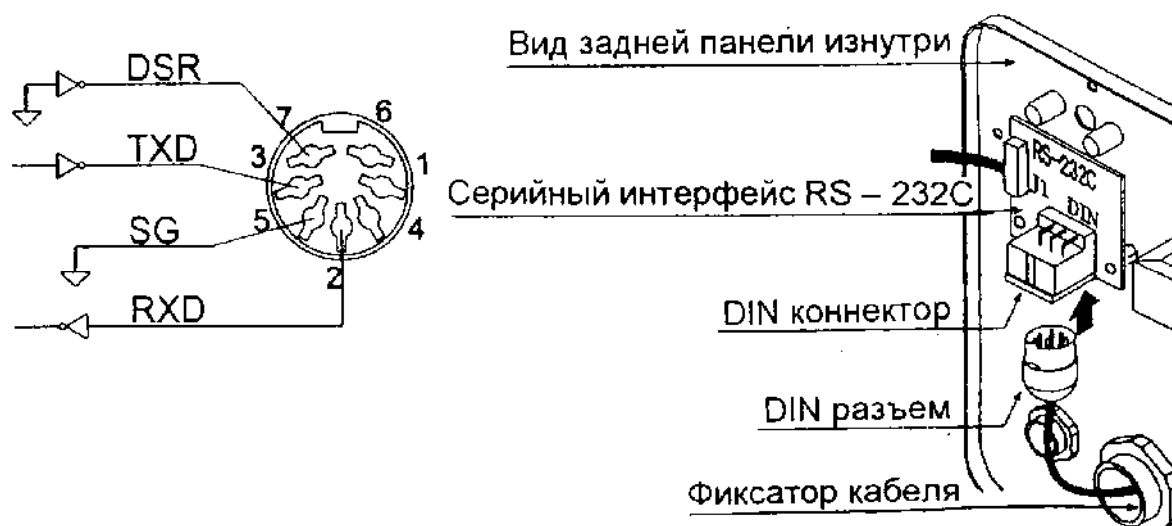 DSR
7
6
TXD
3
1
5
4
SG
2
RXD
Вид задней панели изнутри
RS-232C
J1
DIN
Серийный интерфейс RS – 232C
DIN коннектор
DIN разъем
Фиксатор кабеля